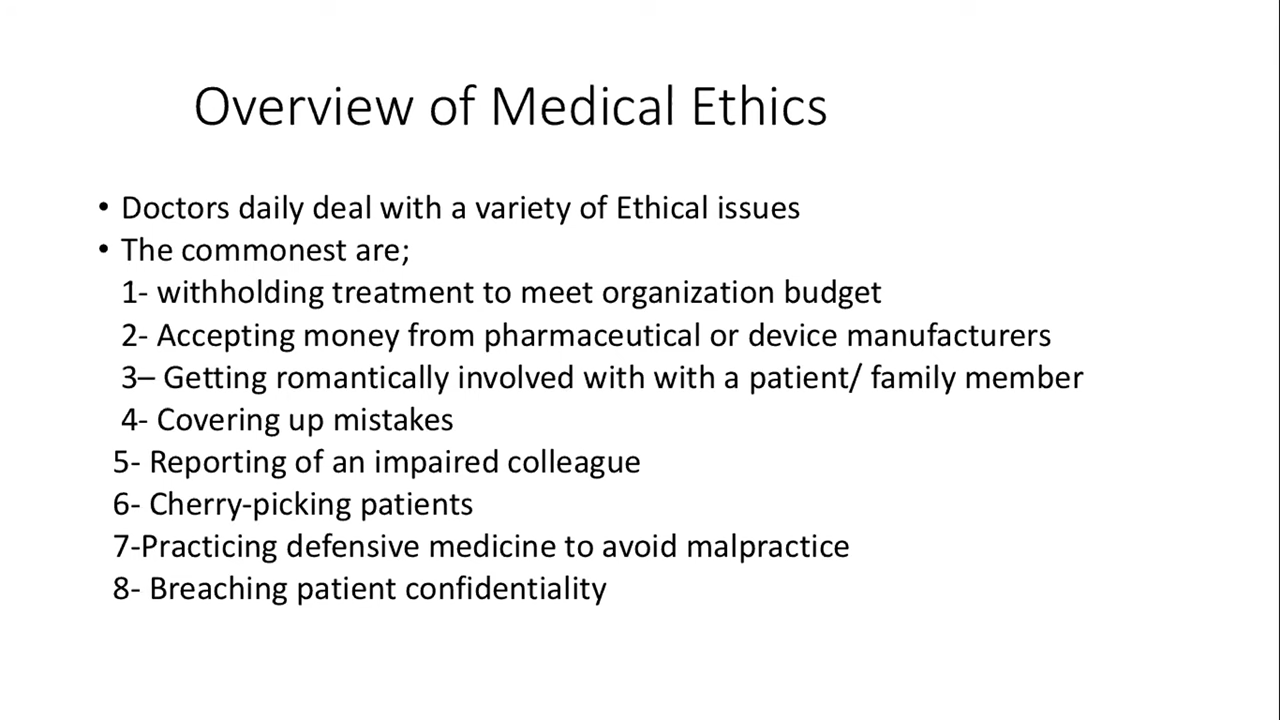 Overview of Medical Ethics
• Doctors daily deal with a variety of Ethical issues
• The commonest are;
1- withholding treatment to meet organization budget
2- Accepting money from pharmaceutical or device manufacturers
3– Getting romantically involved with with a patient/ family member
4- Covering up mistakes
5- Reporting of an impaired colleague
6- Cherry-picking patients
7-Practicing defensive medicine to avoid malpractice
8- Breaching patient confidentiality